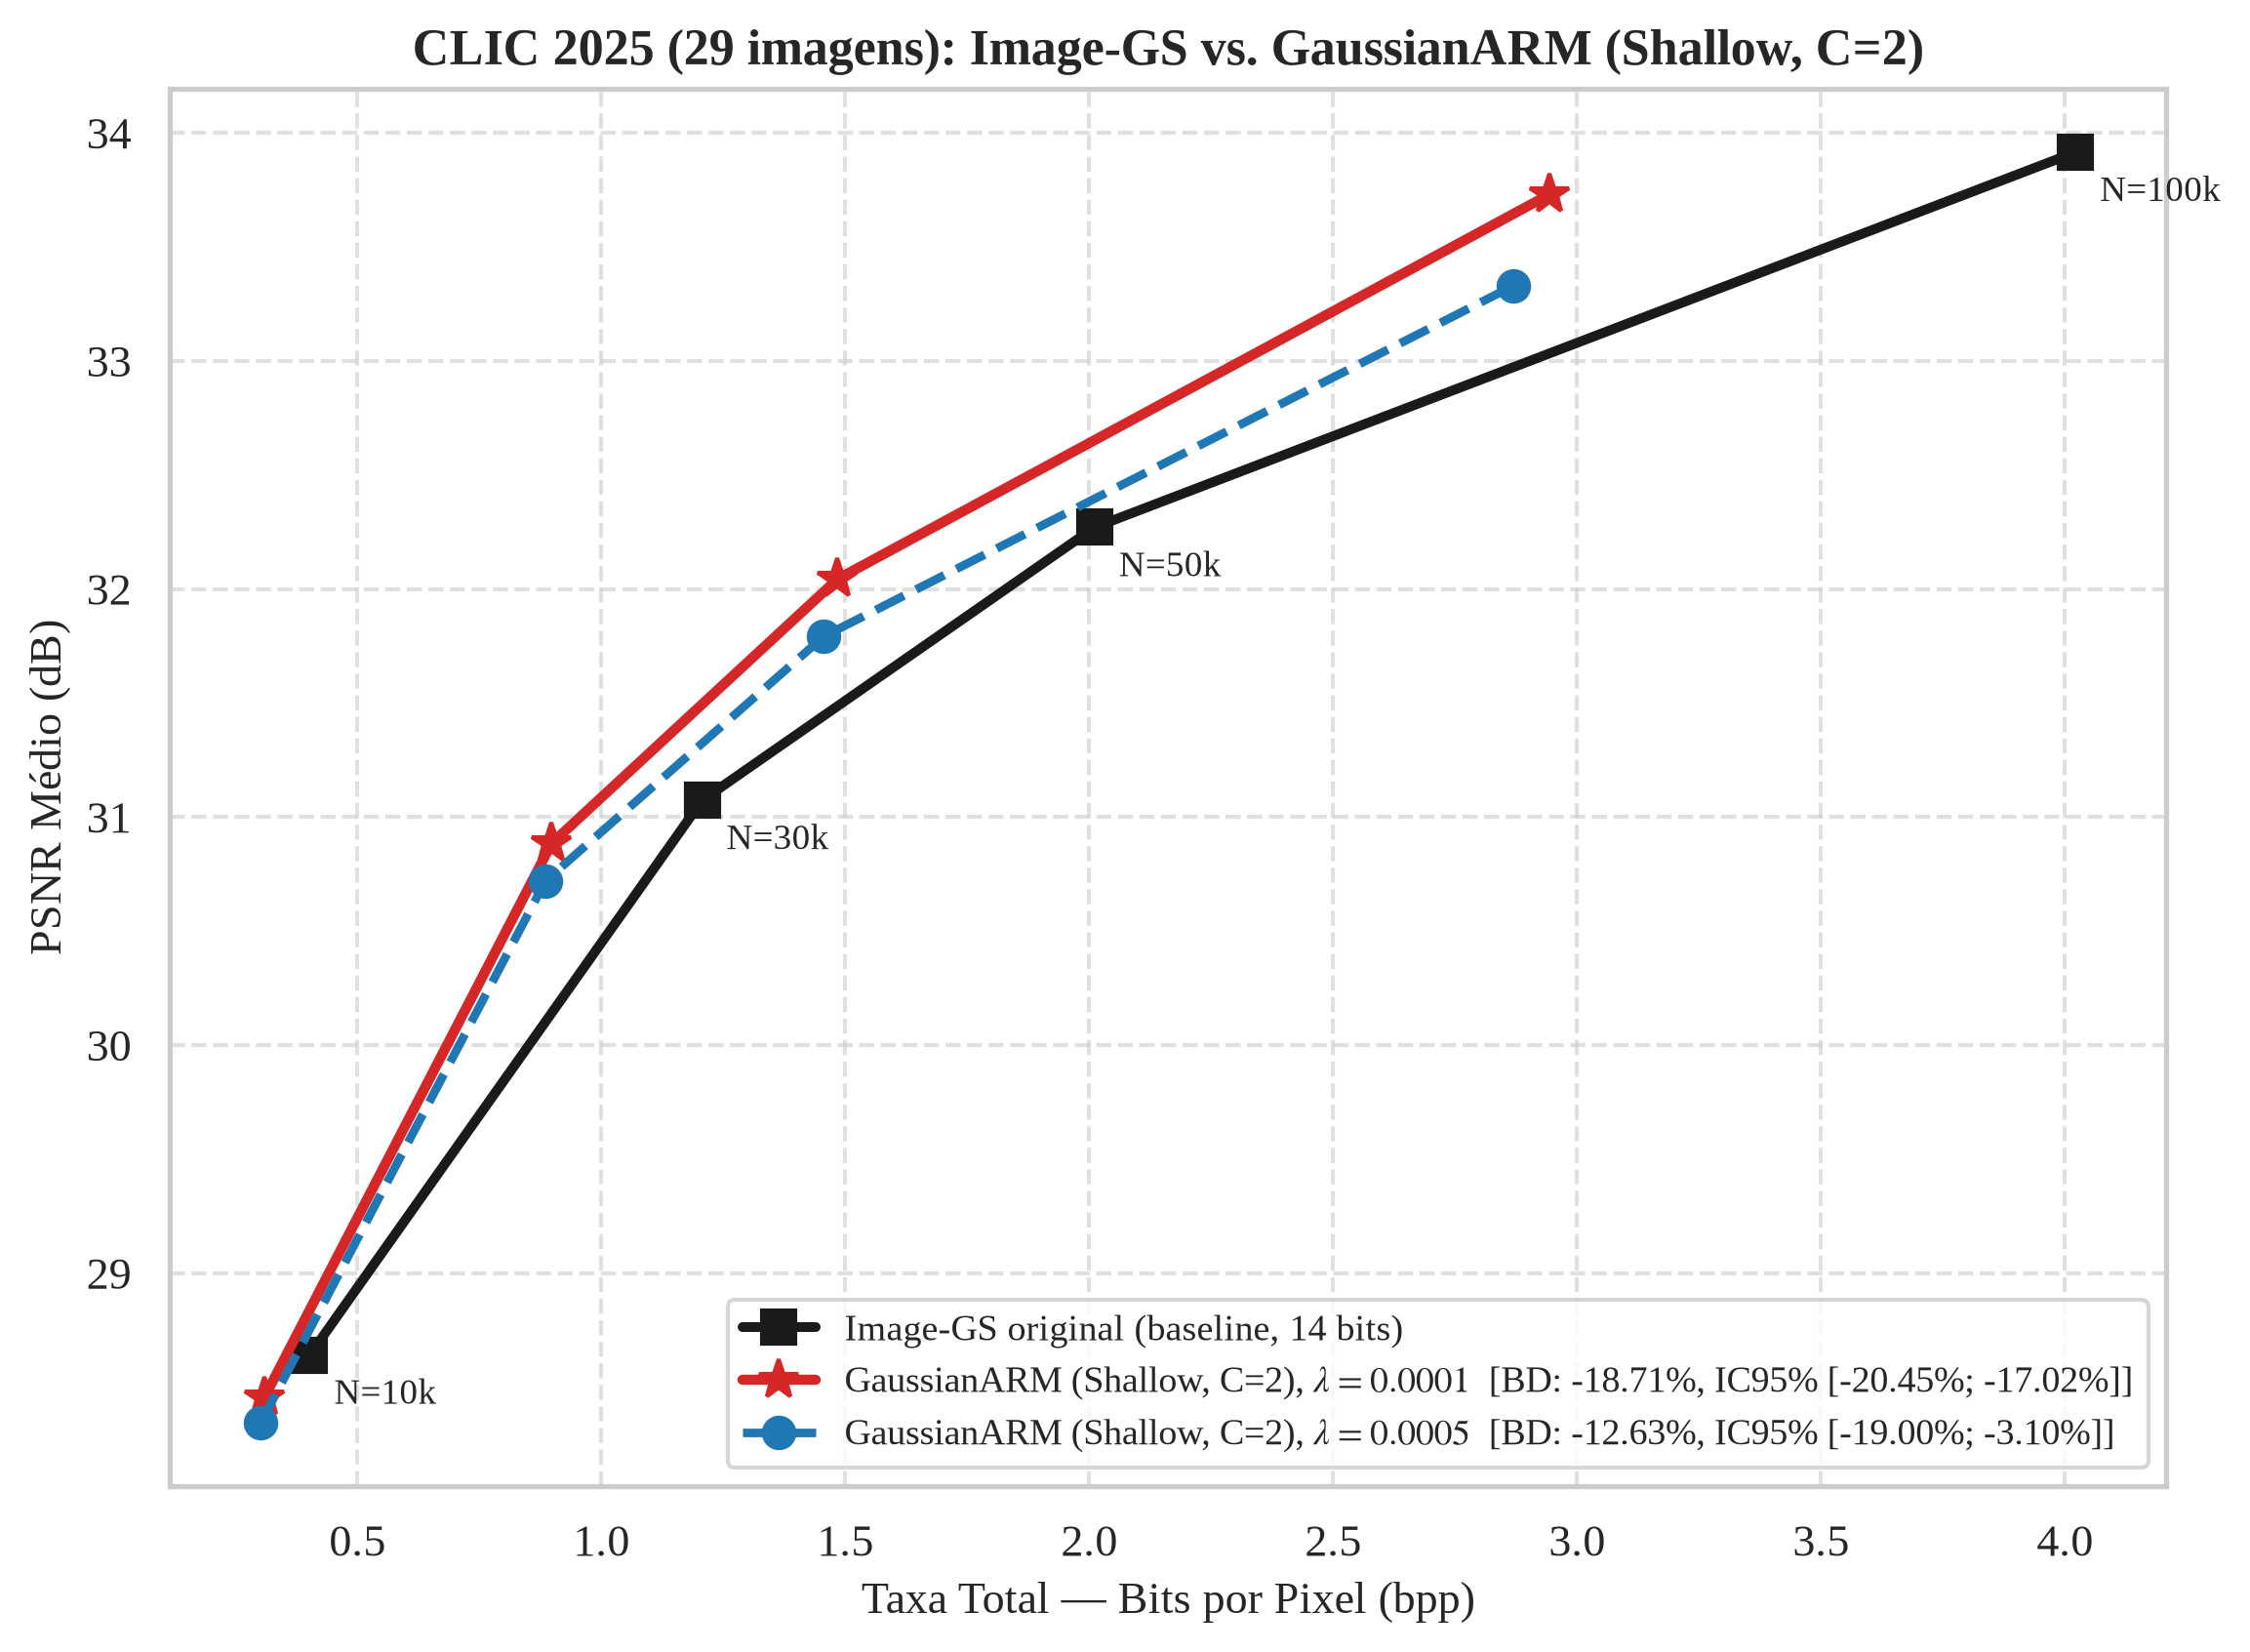 CLIC 2025 (29 imagens): Image-GS vs. GaussianARM (Shallow, C=2)
34
33
32
31
30
29
PSNR Médio (dB)
N=100k
N=50k
N=30k
N=10k
Image-GS original (baseline, 14 bits)
GaussianARM (Shallow, C=2), λ = 0.0001 [BD: -18.71%, IC95% [-20.45%; -17.02%]]
GaussianARM (Shallow, C=2), λ = 0.0005 [BD: -12.63%, IC95% [-19.00%; -3.10%]]
0.5 1.0 1.5 2.0 2.5 3.0 3.5 4.0
Taxa Total — Bits por Pixel (bpp)